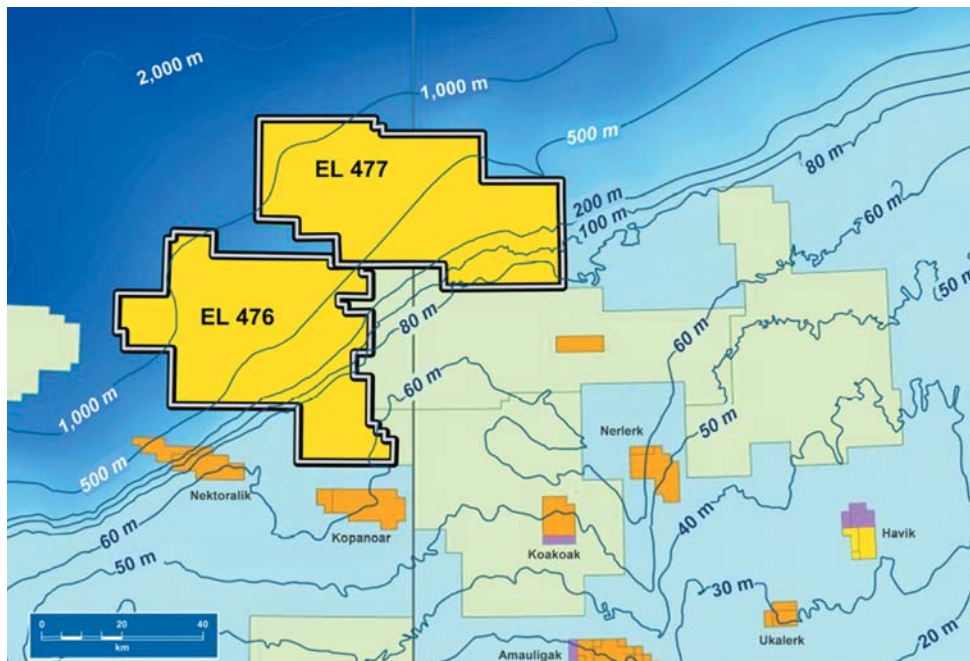 2,000 m
1,000 m
500 m
EL 477
200 m
100 m
80 m
60 m
50 m
EL 476
80 m
60 m
60 m
1,000 m
50 m
500 m
Nektoralik
Kopanoar
Nerlerk
Koakoak
40 m
Havik
60 m
50 m
30 m
Ukalerk
20 m
Amauligak
0 20 40
km